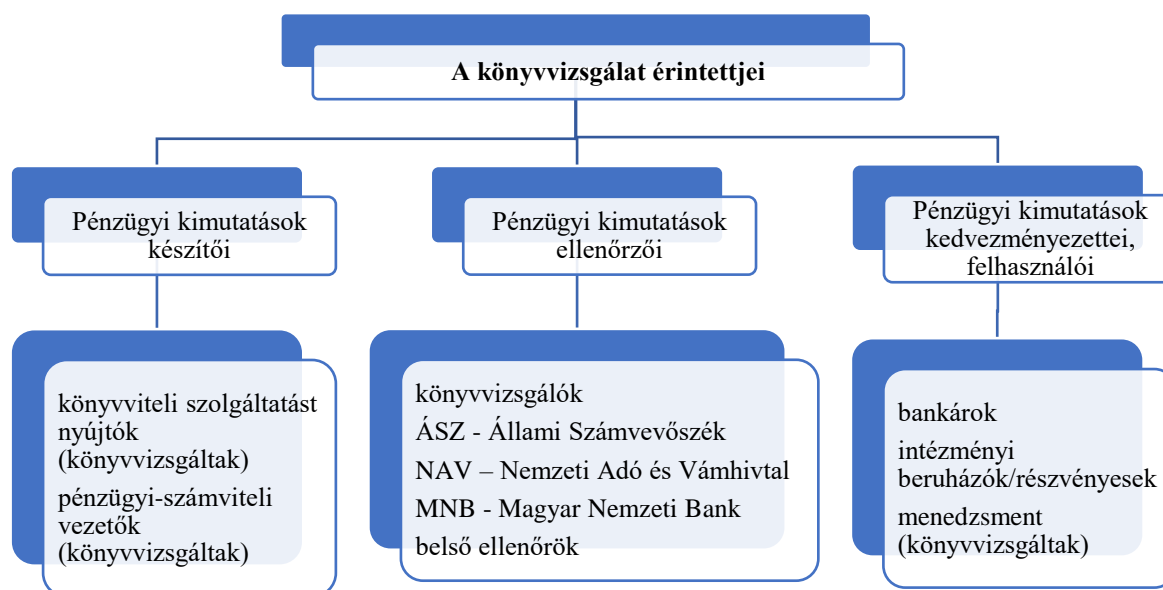 A könyvvizsgálat érintettjei
Pénzügyi kimutatások
készítői
Pénzügyi kimutatások
ellenőrzői
Pénzügyi kimutatások
kedvezményezettei,
felhasználói
könyvviteli szolgáltatást
nyújtók
(könyvvizsgáltak)
pénzügyi-számviteli
vezetők
(könyvvizsgáltak)
könyvvizsgálók
ÁSZ - Állami Számvevőszék
NAV – Nemzeti Adó és Vámhivtal
MNB - Magyar Nemzeti Bank
belső ellenőrök
bankárok
intézményi
beruházók/részvényesek
menedzsment
(könyvvizsgáltak)